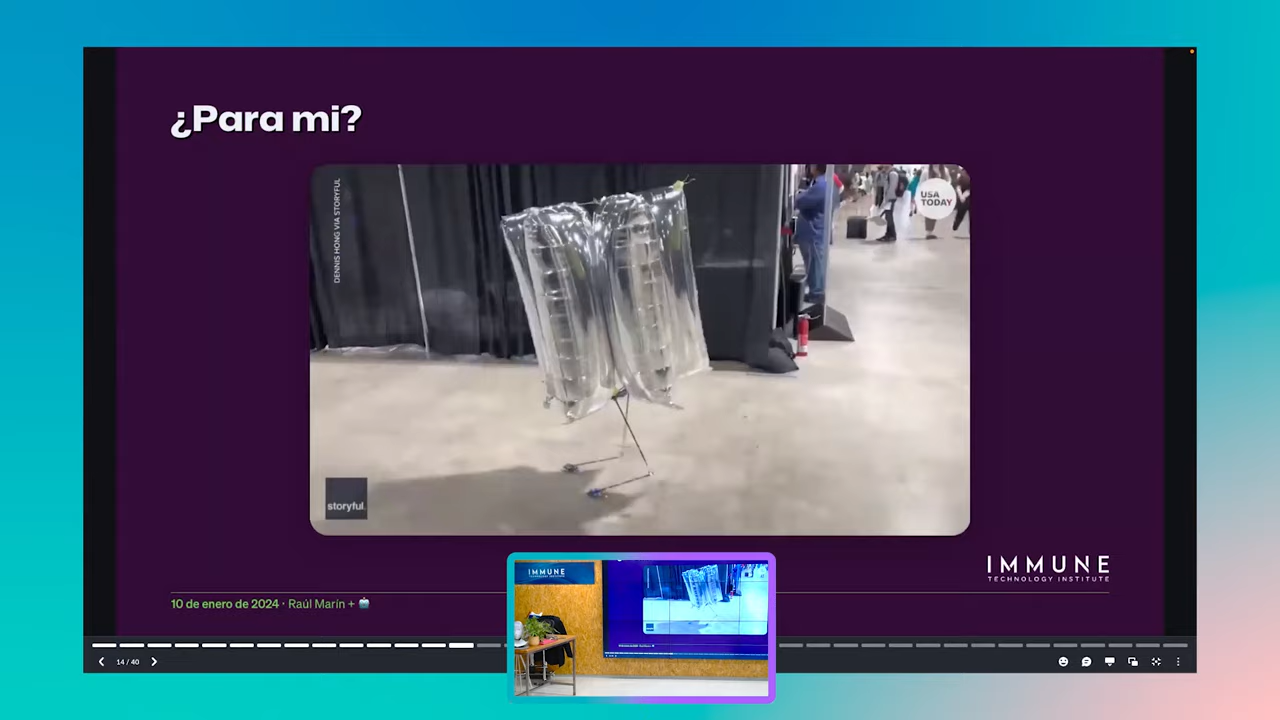 ¿Para mi?
DENNIS HONG VIA STORYFUL
USA
TODAY
storyful.
IMMUNE
TECHNOLOGY INSTITUTE
10 de enero de 2024 · Raúl Marín + 🤖
14 / 40
IMMUNE